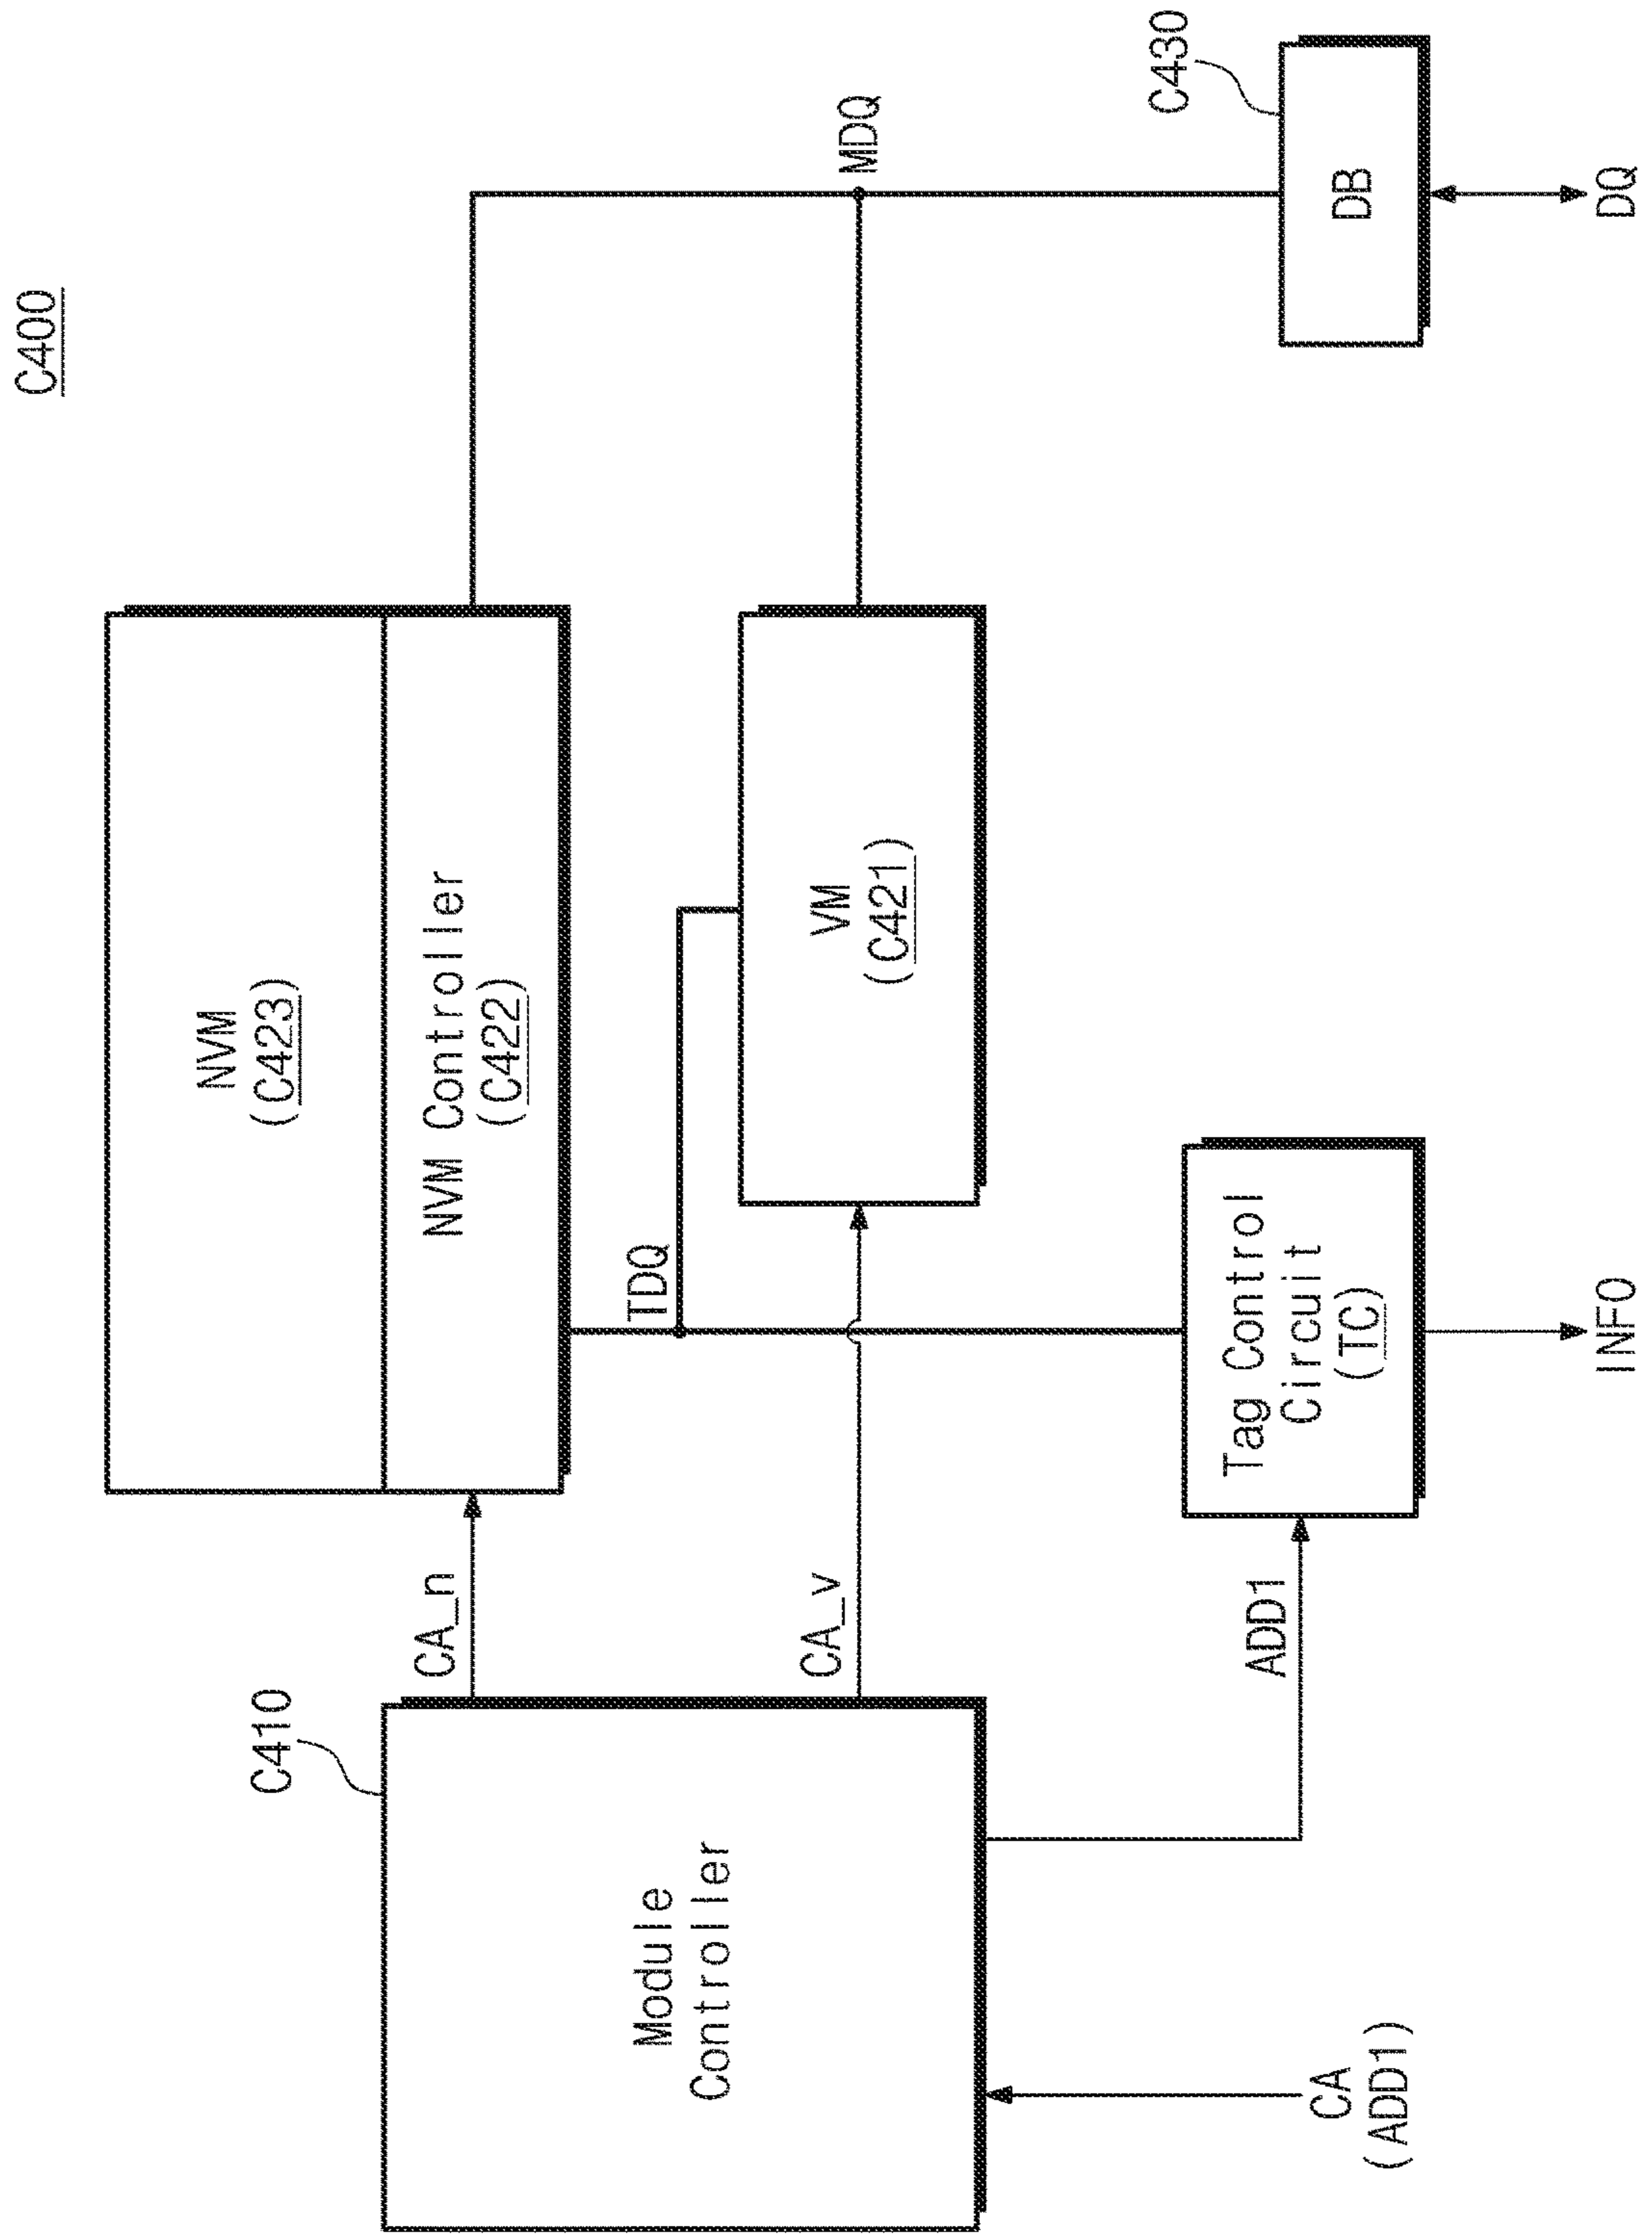 C400
NVM
(C423)
NVM Controller
(C422)
C410
CA_n
TDQ
MDQ
VM
(C421)
Module
Controller
CA_v
C430
ADD1
Tag Control
Circuit
(TC)
DB
CA
(ADD1)
INFO
DQ